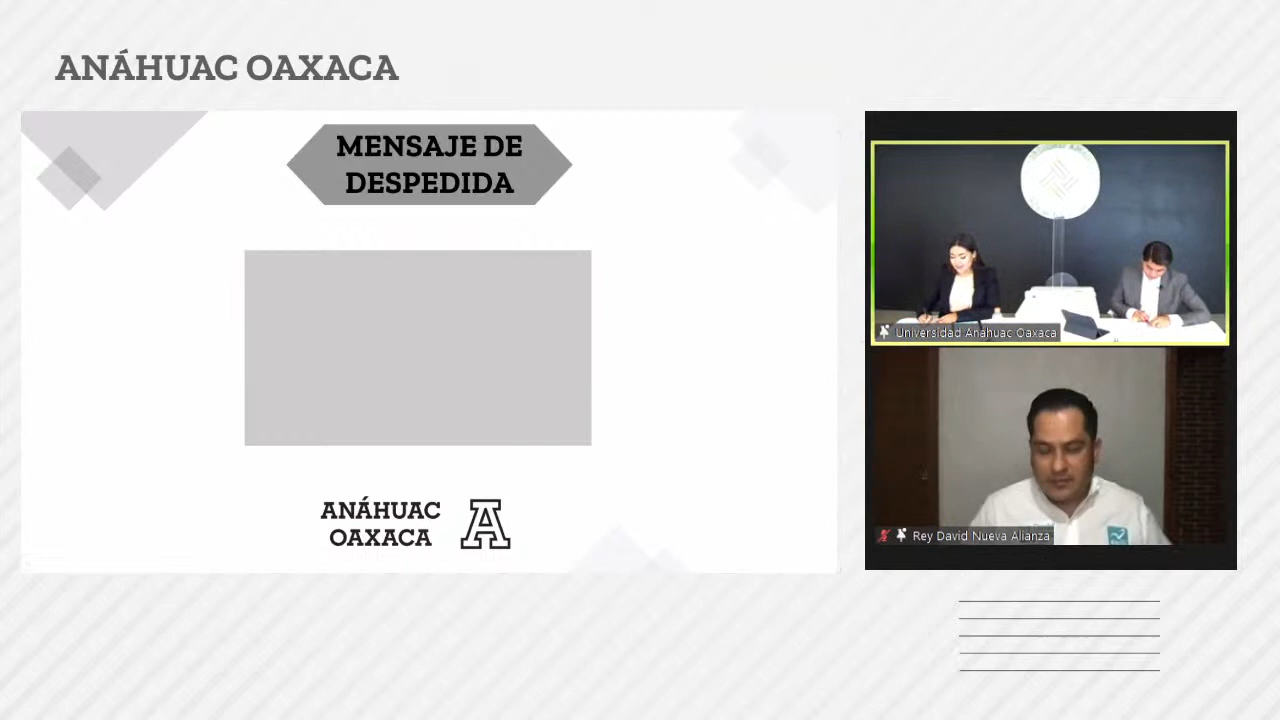 ANÁHUAC OAXACA
MENSAJE DE
DESPEDIDA
ANÁHUAC
OAXACA
A
Universidad Anahuac Oaxaca
Rey David Nueva Alianza